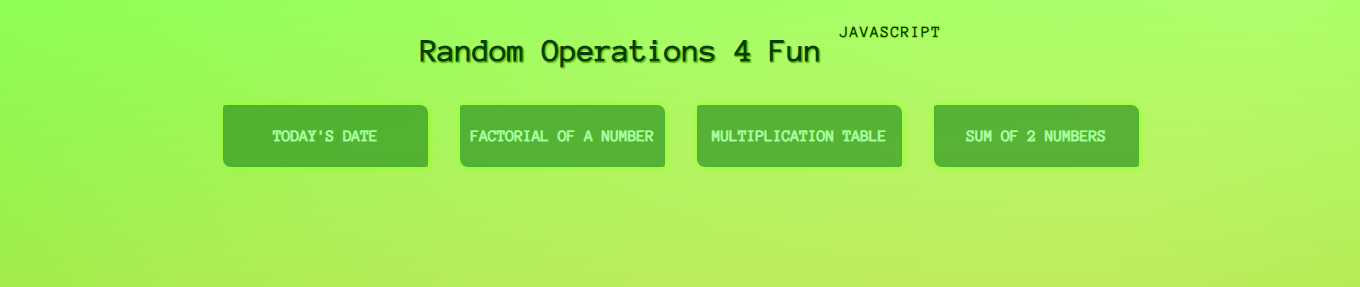 Random Operations 4 Fun JAVASCRIPT
TODAY'S DATE
FACTORIAL OF A NUMBER
MULTIPLICATION TABLE
SUM OF 2 NUMBERS